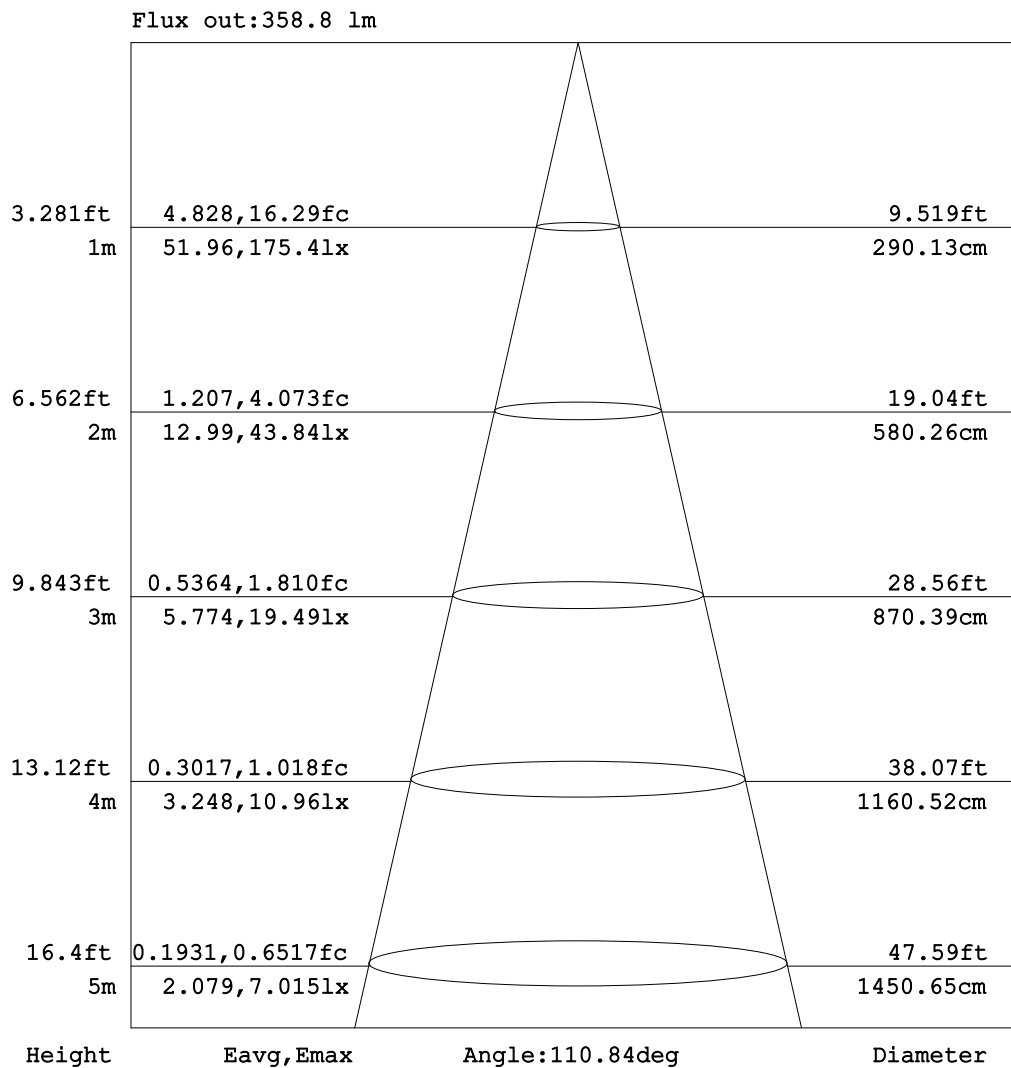 Flux out:358.8 lm
3.281ft 4.828,16.29fc 9.519ft
1m 51.96,175.4lx 290.13cm
6.562ft 1.207,4.073fc 19.04ft
2m 12.99,43.84lx 580.26cm
9.843ft 0.5364,1.810fc 28.56ft
3m 5.774,19.49lx 870.39cm
13.12ft 0.3017,1.018fc 38.07ft
4m 3.248,10.96lx 1160.52cm
16.4ft 0.1931,0.6517fc 47.59ft
5m 2.079,7.015lx 1450.65cm
Height Eavg,Emax Angle:110.84deg Diameter